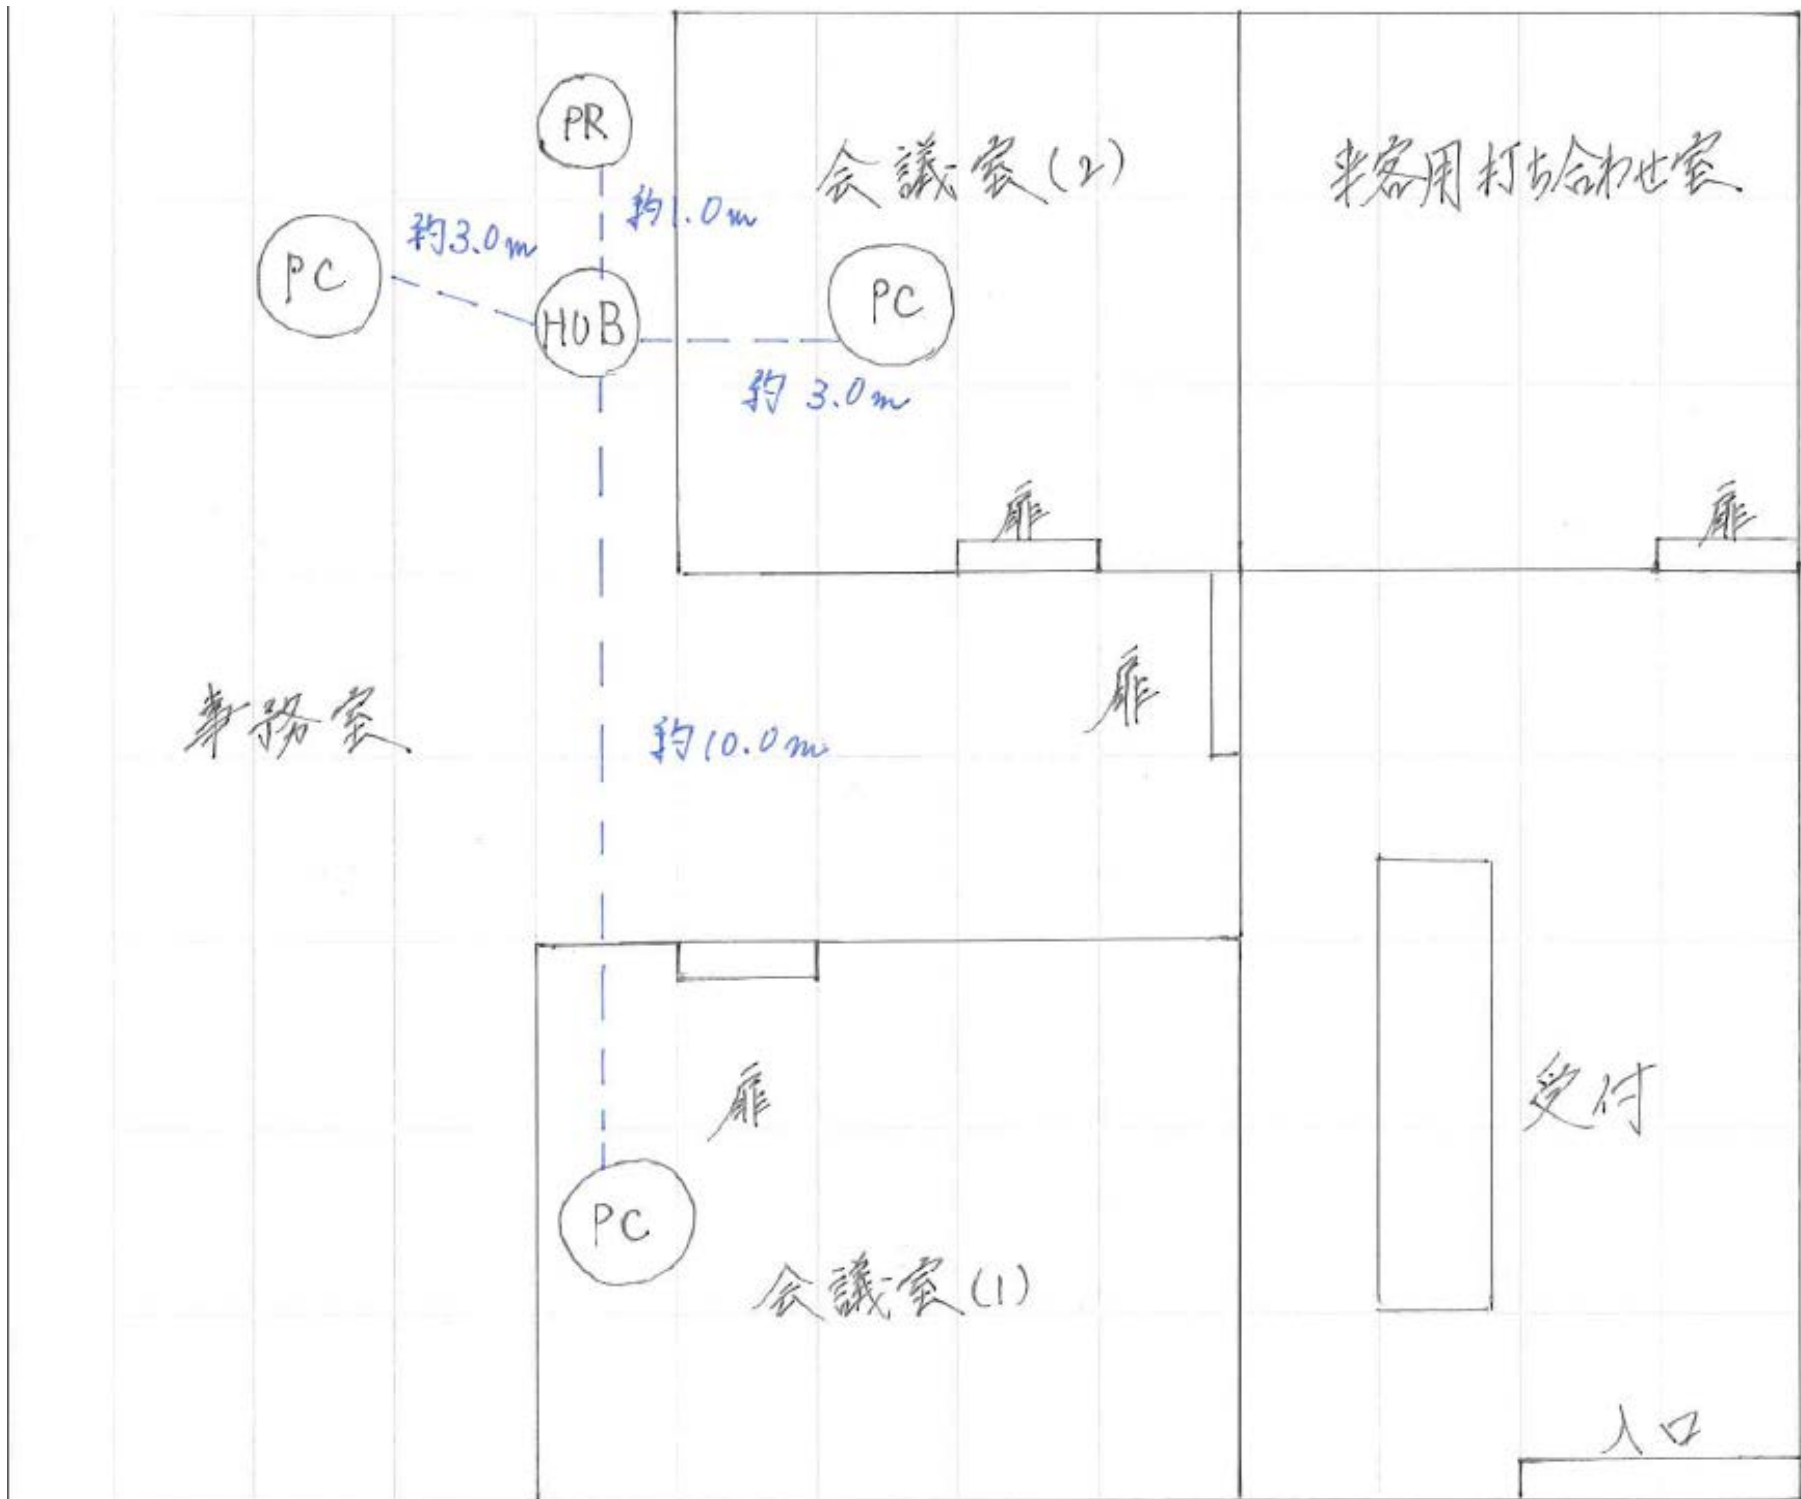 PR
会議室(2)
来客用打ち合わせ室
約1.0m
約3.0m
PC
HUB
PC
約3.0m
扉
扉
扉
事務室
約10.0m
扉
受付
PC
会議室(1)
入口